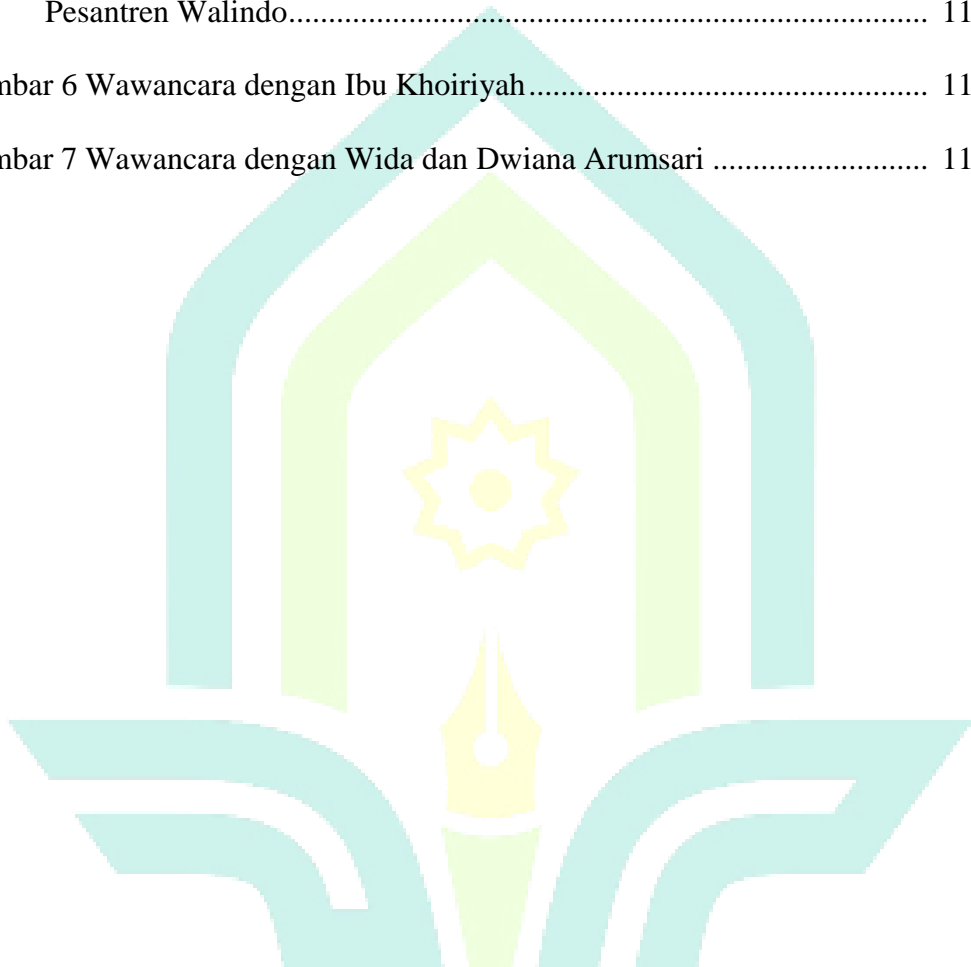 Pesantren Walindo............................................................................... 11
mbar 6 Wawancara dengan Ibu Khoiriyah.................................................. 11
mbar 7 Wawancara dengan Wida dan Dwiana Arumsari ........................... 11